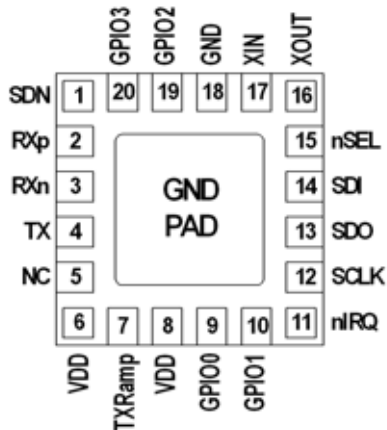 GPIO3 GPIO2 GND XIN XOUT
SDN 1 20 19 18 17 16
RXp 2 15 nSEL
RXn 3 GND 14 SDI
TX 4 PAD 13 SDO
NC 5 12 SCLK
6 7 8 9 10 11 nIRQ
VDD TXRamp VDD GPIO0 GPIO1